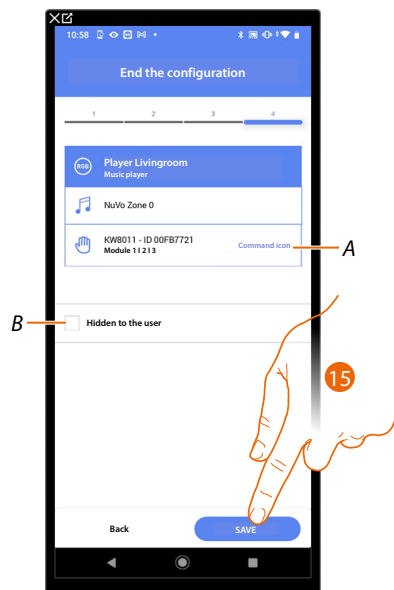 10:58
End the configuration
1 2 3 4
RGB
Player Livingroom
Music player
NuVo Zone 0
KW8011 - ID 00FB7721
Module 1 I 2 I 3
Command icon
A
B
Hidden to the user
15
Back
SAVE